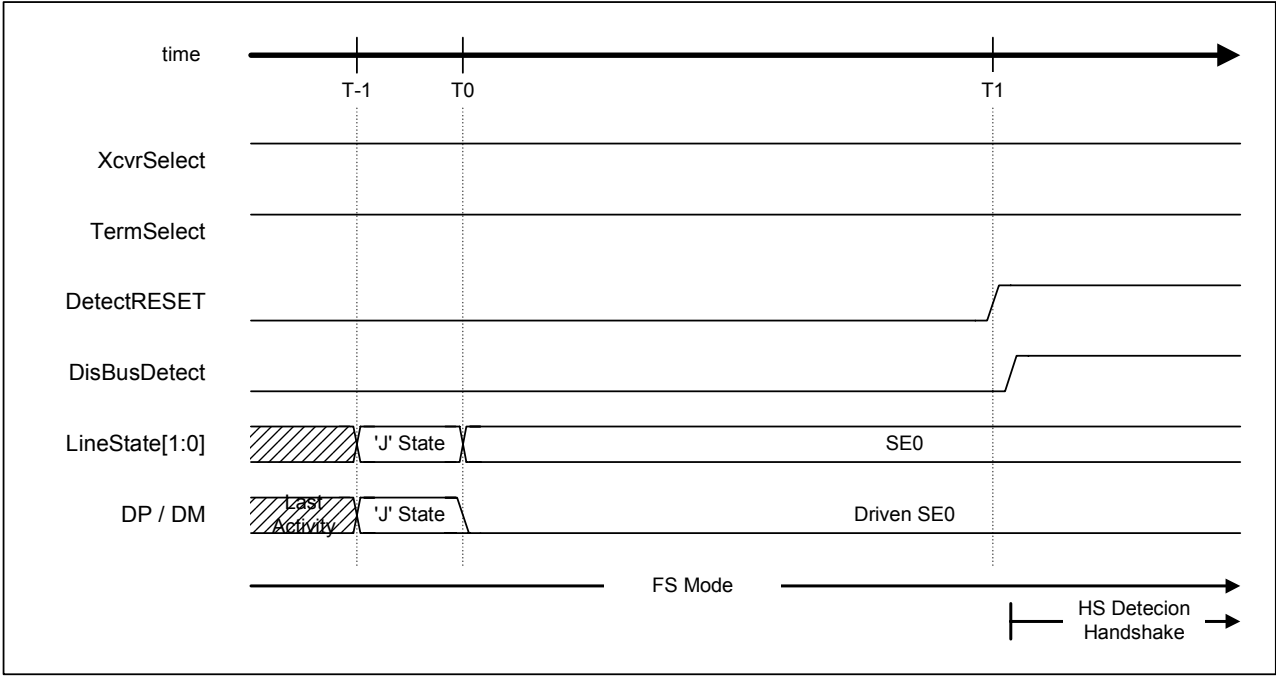 time
T-1 T0 T1
XcvrSelect
TermSelect
DetectRESET
DisBusDetect
LineState[1:0] 'J' State SE0
DP / DM Last Activity 'J' State Driven SE0
FS Mode
HS Detecion
Handshake